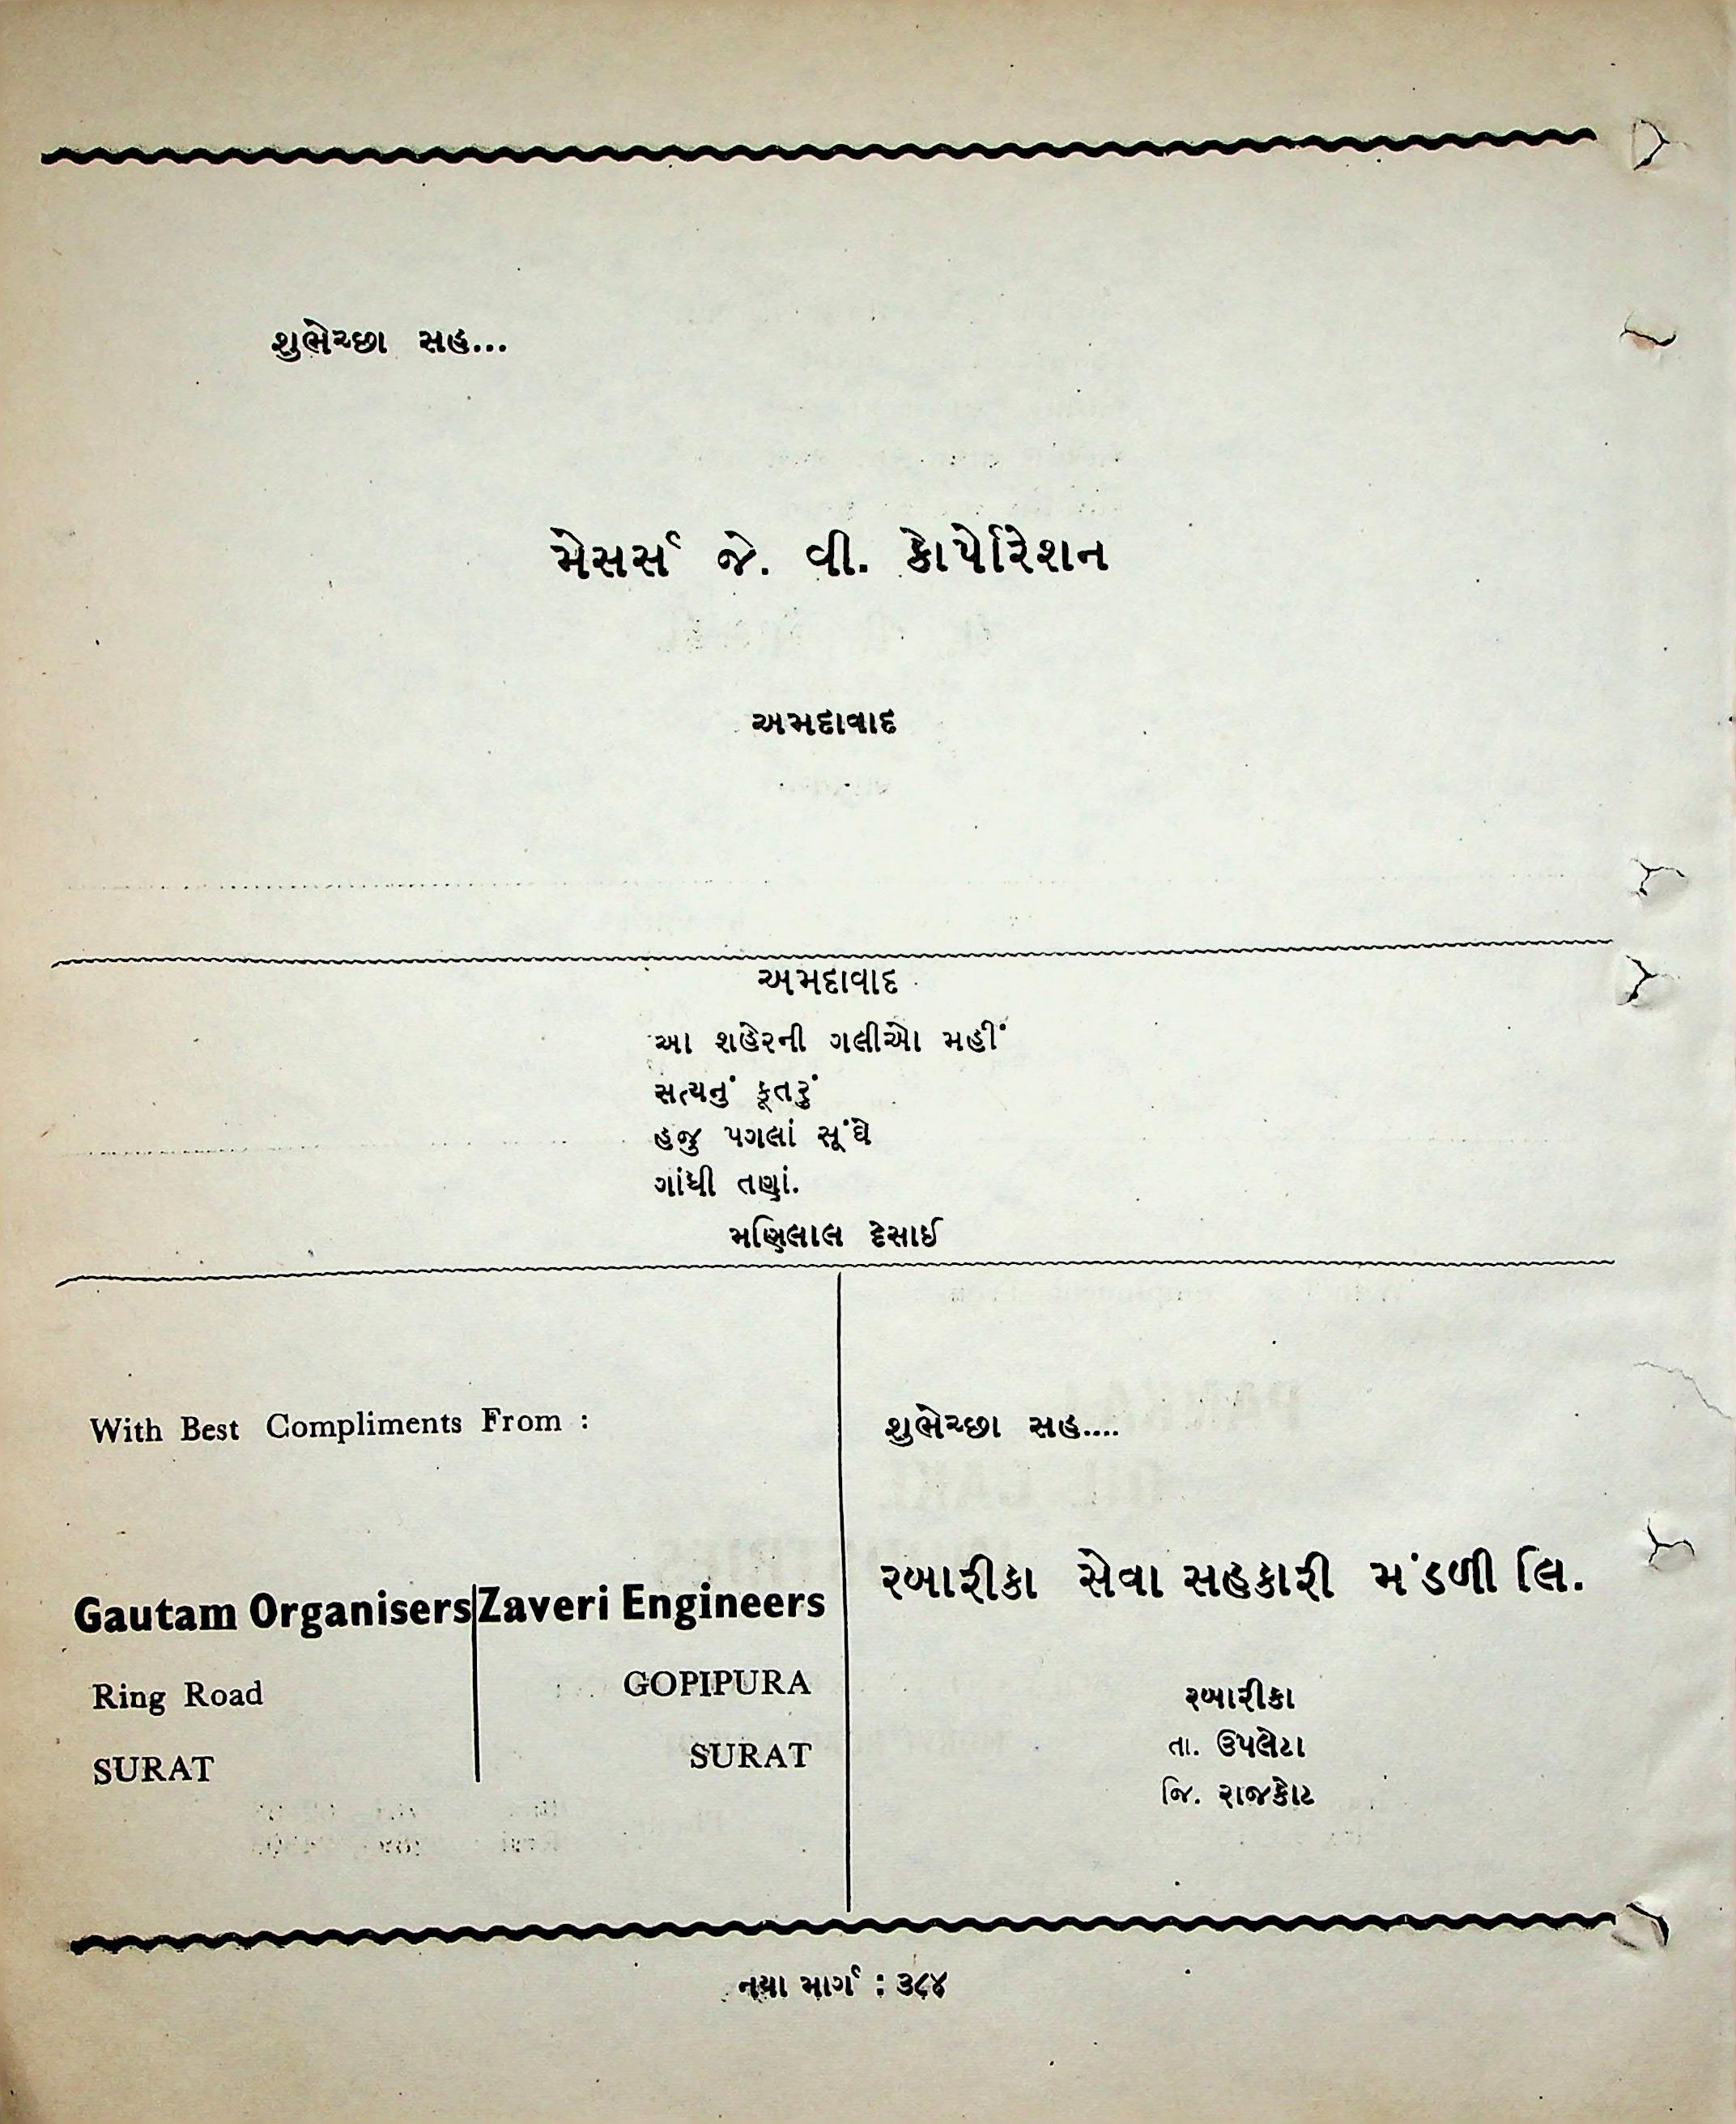 શુભેચ્છા સહ...
મેસર્સ જે. વી. કોર્પોરેશન
અમદાવાદ
અમદાવાદ
આ શહેરની ગલીઓ મહીં
સત્યનું કૂતરું
હજુ પગલાં સૂંઘે
ગાંધી તણાં.
મણિલાલ દેસાઈ
With Best Compliments From :
Gautam Organisers
Ring Road
SURAT
Zaveri Engineers
GOPIPURA
SURAT
શુભેચ્છા સહ....
રબારીકા સેવા સહકારી મંડળી લિ.
રબારીકા
તા. ઉપલેટા
જિ. રાજકોટ
નયા માર્ગ : ૩૮૪